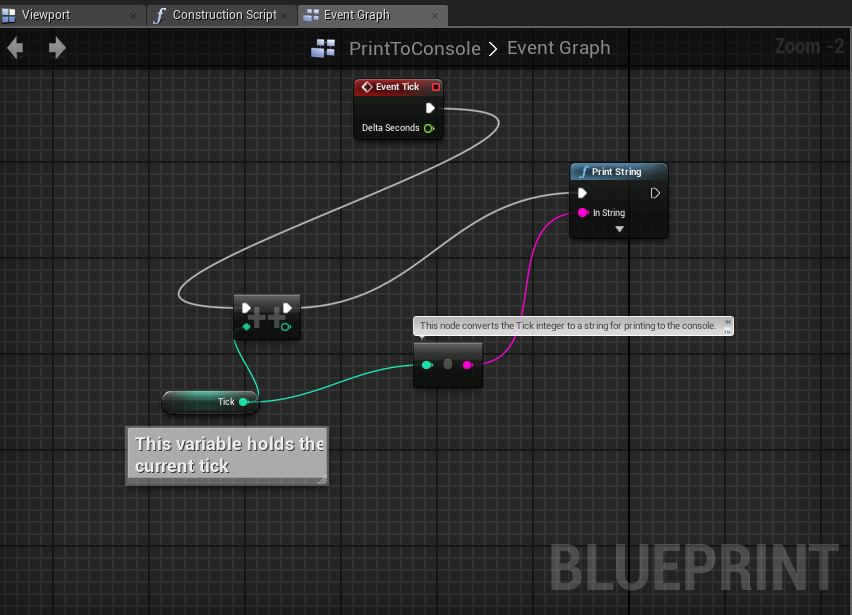 Viewport
Construction Script
Event Graph
PrintToConsole > Event Graph
Zoom -2
Event Tick
Delta Seconds
Print String
In String
++
This node converts the Tick integer to a string for printing to the console.
Tick
This variable holds the
current tick
BLUEPRINT